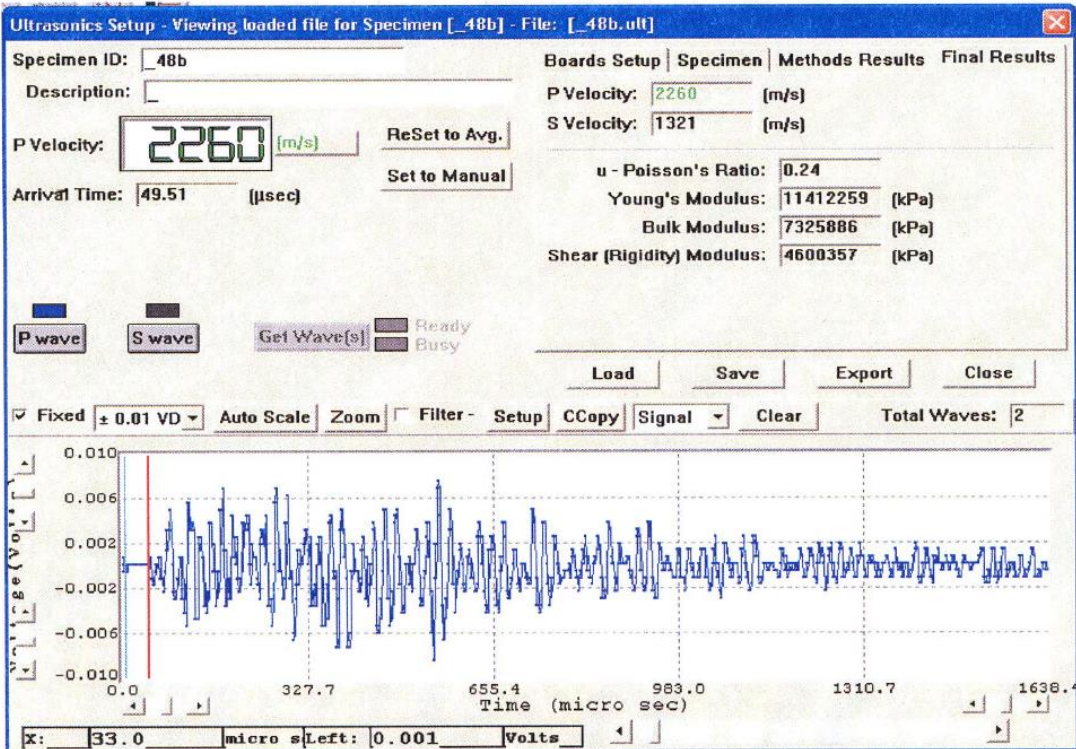 Ultrasonics Setup - Viewing loaded file for Specimen [_48b] - File: [_48b.ult]
Specimen ID: _48b
Description: _
P Velocity: 2260 (m/s)
ReSet to Avg.
Set to Manual
Arrival Time: 49.51 (µsec)
Boards Setup Specimen Methods Results Final Results
P Velocity: 2260 (m/s)
S Velocity: 1321 (m/s)
u - Poisson's Ratio: 0.24
Young's Modulus: 11412259 (kPa)
Bulk Modulus: 7325886 (kPa)
Shear (Rigidity) Modulus: 4600357 (kPa)
P wave S wave Get Wave(s) Ready
Busy
Load Save Export Close
Fixed ± 0.01 VD Auto Scale Zoom Filter - Setup CCopy Signal Clear Total Waves: 2
0.010
0.006
0.002
-0.002
-0.006
-0.010
0.0 327.7 655.4 983.0 1310.7 1638.4
Time (micro sec)
X: 33.0 micro s Left: 0.001 Volts